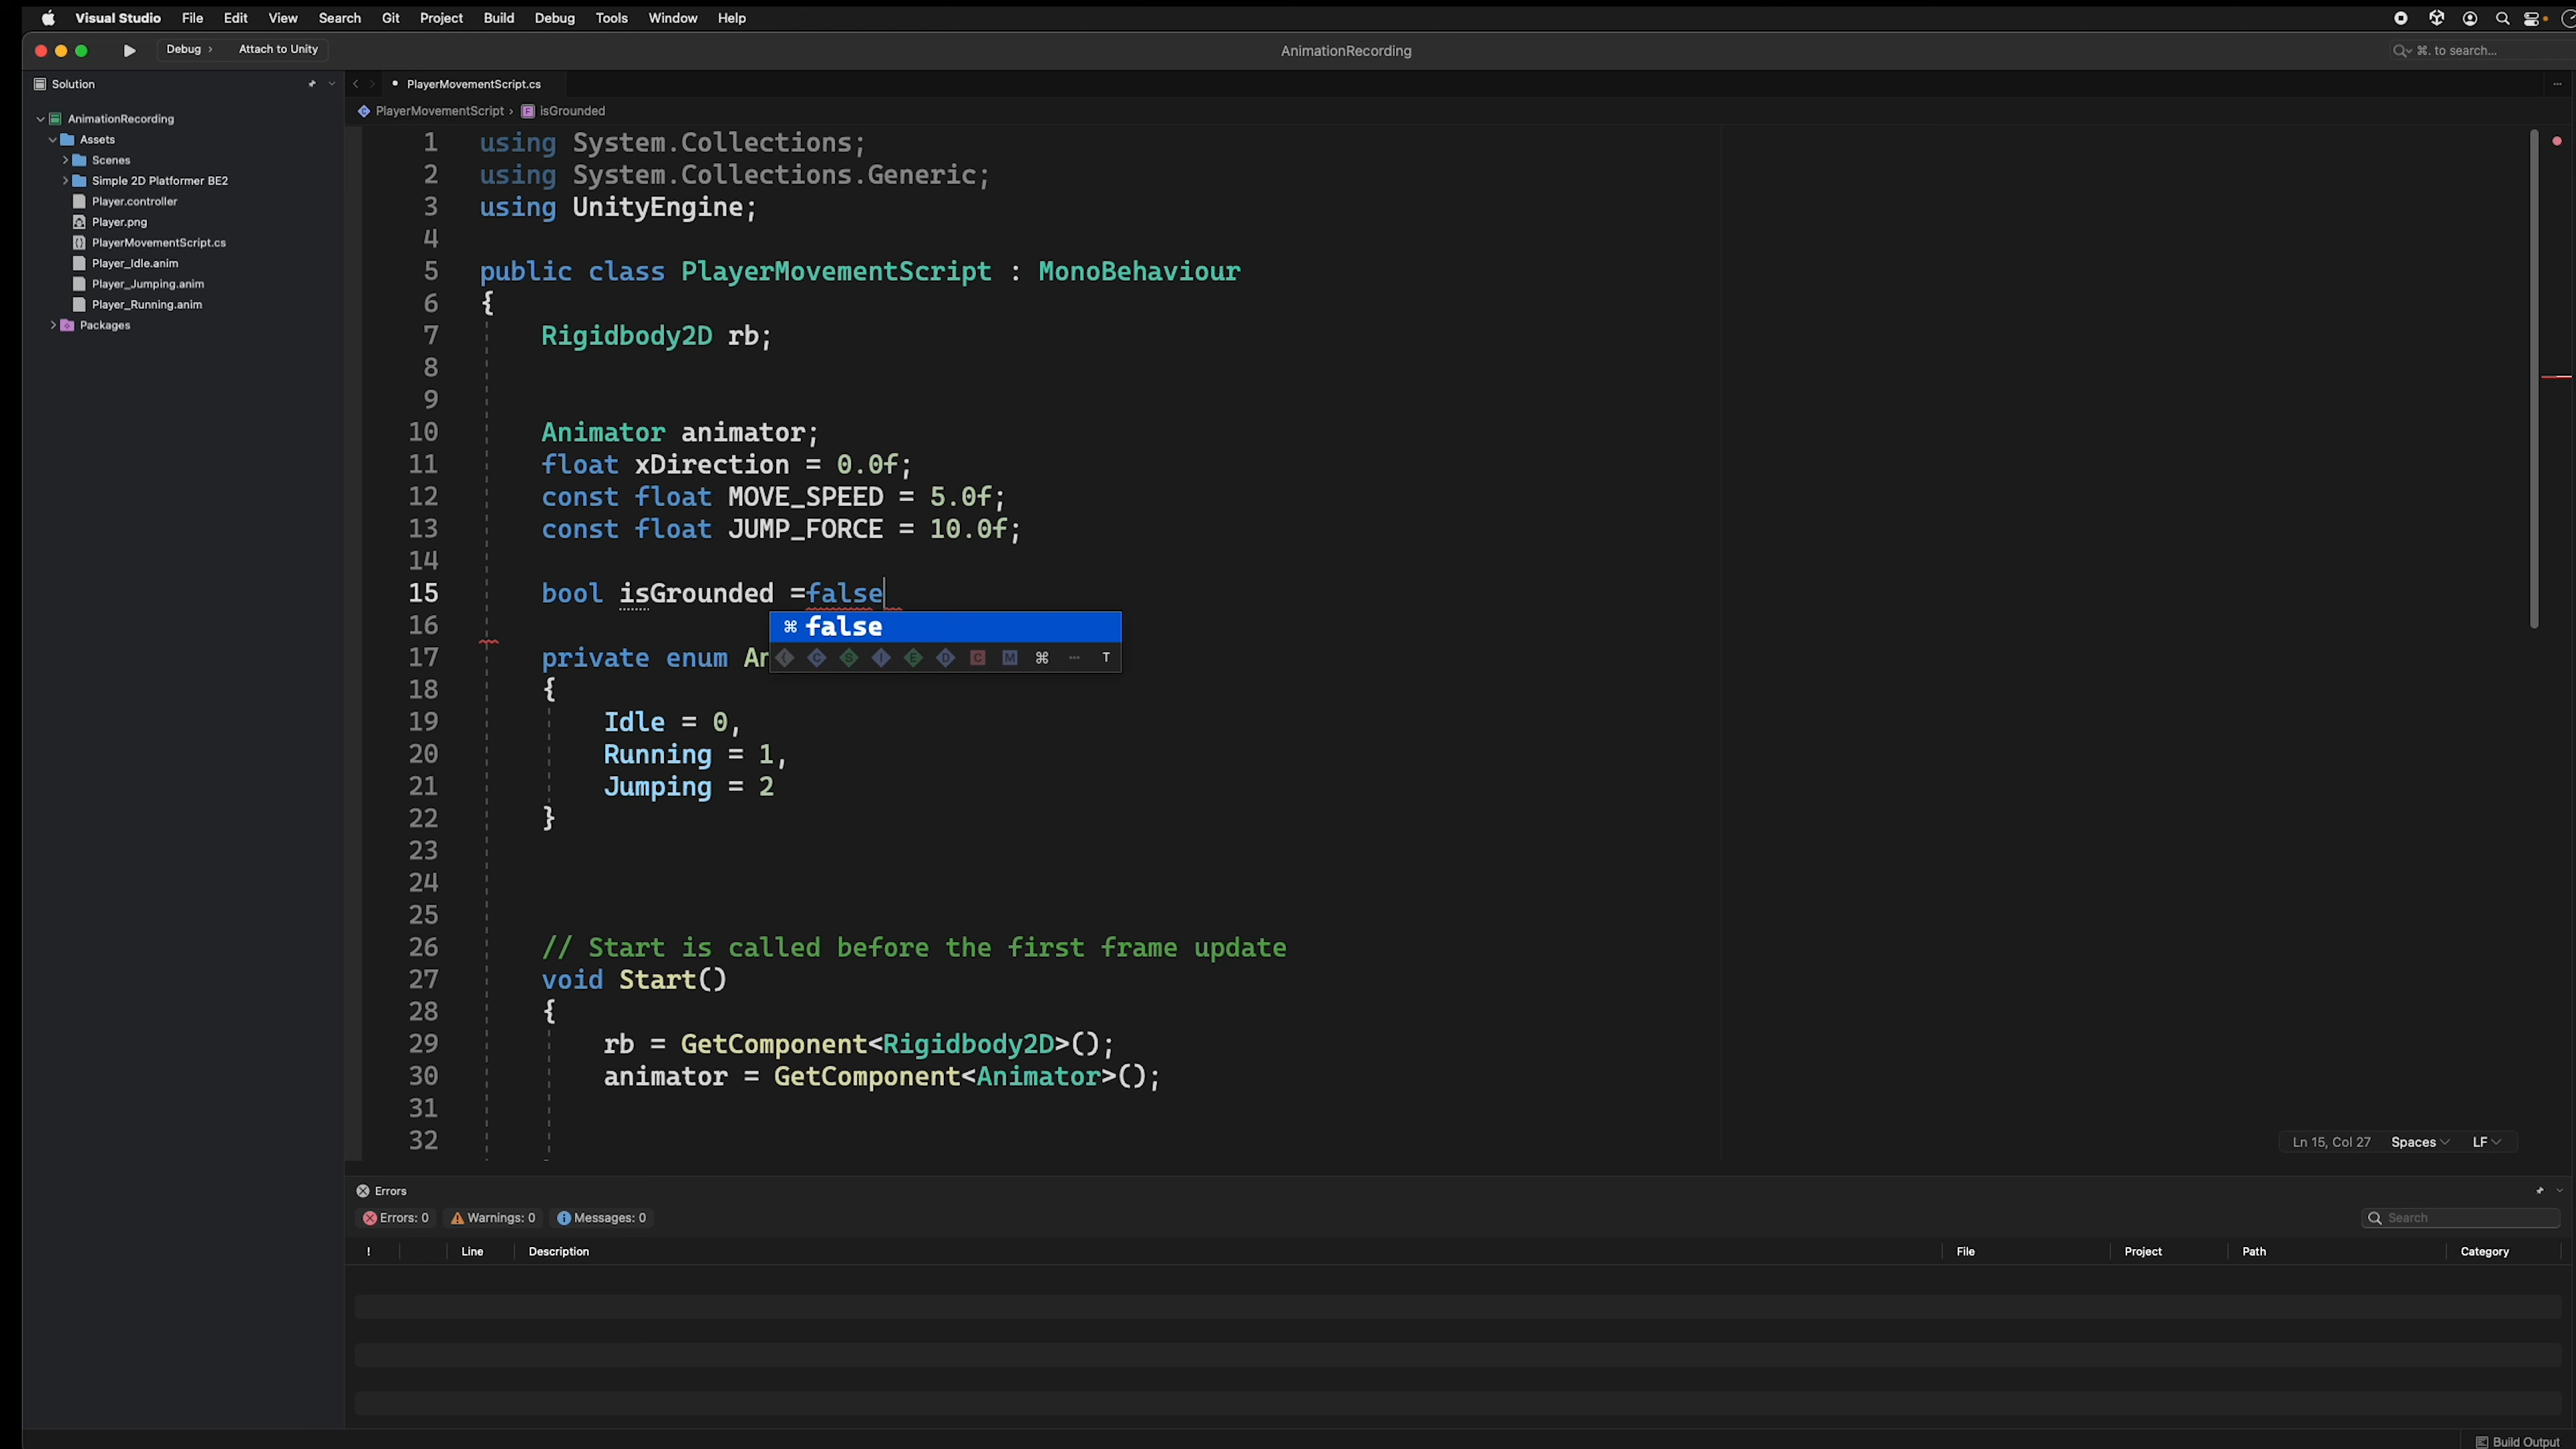 Visual Studio File Edit View Search Git Project Build Debug Tools Window Help
Debug › Attach to Unity
AnimationRecording
⌘. to search...
Solution
PlayerMovementScript.cs
PlayerMovementScript › isGrounded
AnimationRecording
Assets
Scenes
Simple 2D Platformer BE2
Player.controller
Player.png
PlayerMovementScript.cs
Player_Idle.anim
Player_Jumping.anim
Player_Running.anim
Packages
1 using System.Collections;
2 using System.Collections.Generic;
3 using UnityEngine;
4
5 public class PlayerMovementScript : MonoBehaviour
6 {
7 Rigidbody2D rb;
8
9
10 Animator animator;
11 float xDirection = 0.0f;
12 const float MOVE_SPEED = 5.0f;
13 const float JUMP_FORCE = 10.0f;
14
15 bool isGrounded =false
⌘ false
16
17 private enum An
⌘ ... T
18 {
19 Idle = 0,
20 Running = 1,
21 Jumping = 2
22 }
23
24
25
26 // Start is called before the first frame update
27 void Start()
28 {
29 rb = GetComponent<Rigidbody2D>();
30 animator = GetComponent<Animator>();
31
32
Ln 15, Col 27 Spaces LF
Errors
Errors: 0 Warnings: 0 Messages: 0
Search
! Line Description File Project Path Category
Build Output